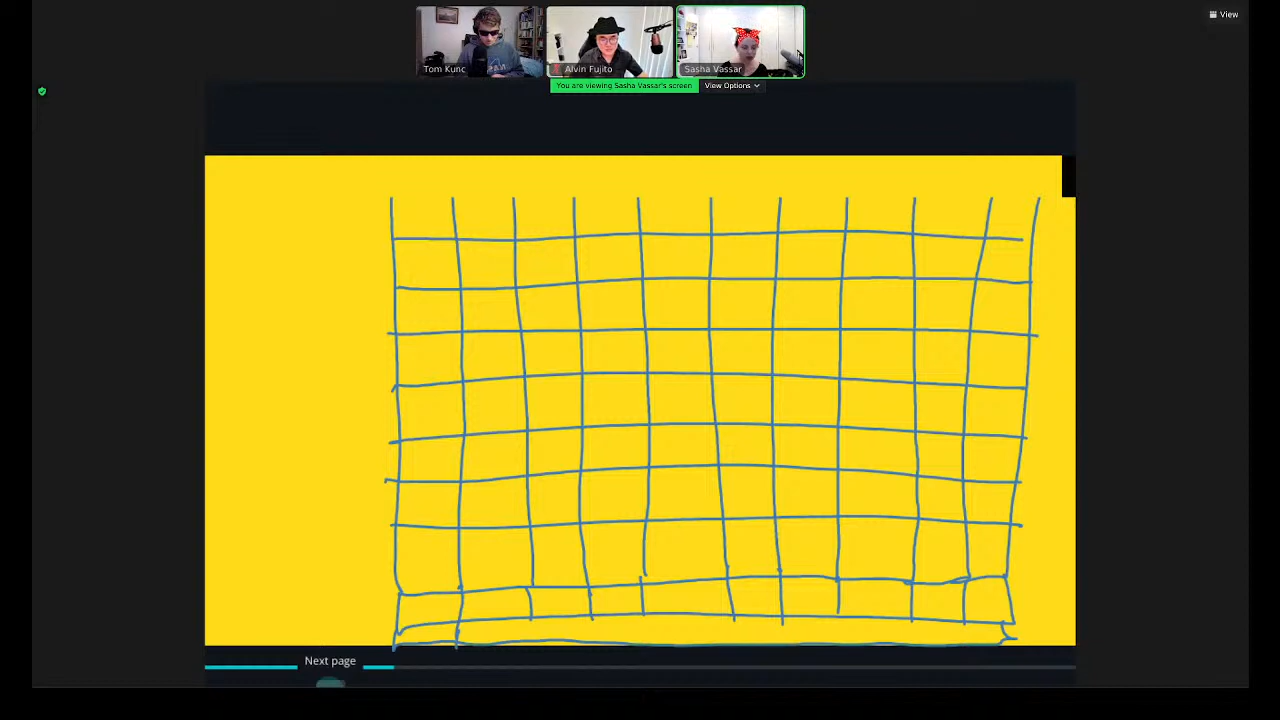 View
Tom Kunc
Alvin Fujito
Sasha Vassar
You are viewing Sasha Vassar's screen
View Options
Next page